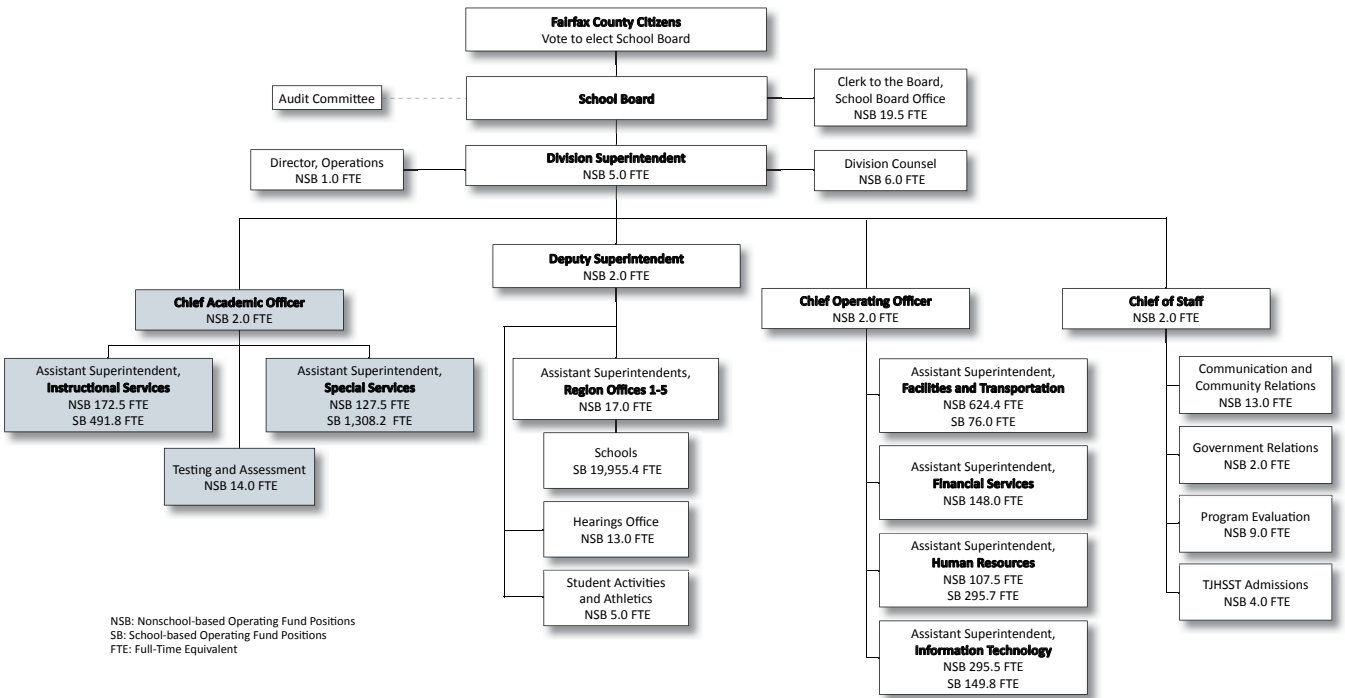 Fairfax County Citizens
Vote to elect School Board
Audit Committee
School Board
Clerk to the Board,
School Board Office
NSB 19.5 FTE
Director, Operations
NSB 1.0 FTE
Division Superintendent
NSB 5.0 FTE
Division Counsel
NSB 6.0 FTE
Deputy Superintendent
NSB 2.0 FTE
Chief Academic Officer
NSB 2.0 FTE
Chief Operating Officer
NSB 2.0 FTE
Chief of Staff
NSB 2.0 FTE
Assistant Superintendent,
Instructional Services
NSB 172.5 FTE
SB 491.8 FTE
Assistant Superintendent,
Special Services
NSB 127.5 FTE
SB 1,308.2 FTE
Testing and Assessment
NSB 14.0 FTE
Assistant Superintendents,
Region Offices 1-5
NSB 17.0 FTE
Schools
SB 19,955.4 FTE
Hearings Office
NSB 13.0 FTE
Student Activities
and Athletics
NSB 5.0 FTE
Assistant Superintendent,
Facilities and Transportation
NSB 624.4 FTE
SB 76.0 FTE
Assistant Superintendent,
Financial Services
NSB 148.0 FTE
Assistant Superintendent,
Human Resources
NSB 107.5 FTE
SB 295.7 FTE
Assistant Superintendent,
Information Technology
NSB 295.5 FTE
SB 149.8 FTE
Communication and
Community Relations
NSB 13.0 FTE
Government Relations
NSB 2.0 FTE
Program Evaluation
NSB 9.0 FTE
TJHSST Admissions
NSB 4.0 FTE
NSB: Nonschool-based Operating Fund Positions
SB: School-based Operating Fund Positions
FTE: Full-Time Equivalent